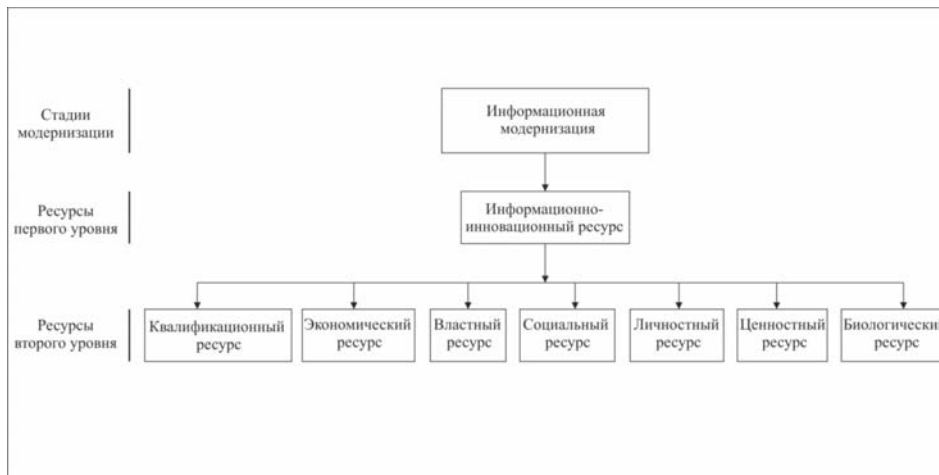 Стадии
модернизации
Информационная
модернизация
Ресурсы
первого уровня
Информационно-
инновационный ресурс
Ресурсы
второго уровня
Квалификационный
ресурс
Экономический
ресурс
Властный
ресурс
Социальный
ресурс
Личностный
ресурс
Ценностный
ресурс
Биологический
ресурс